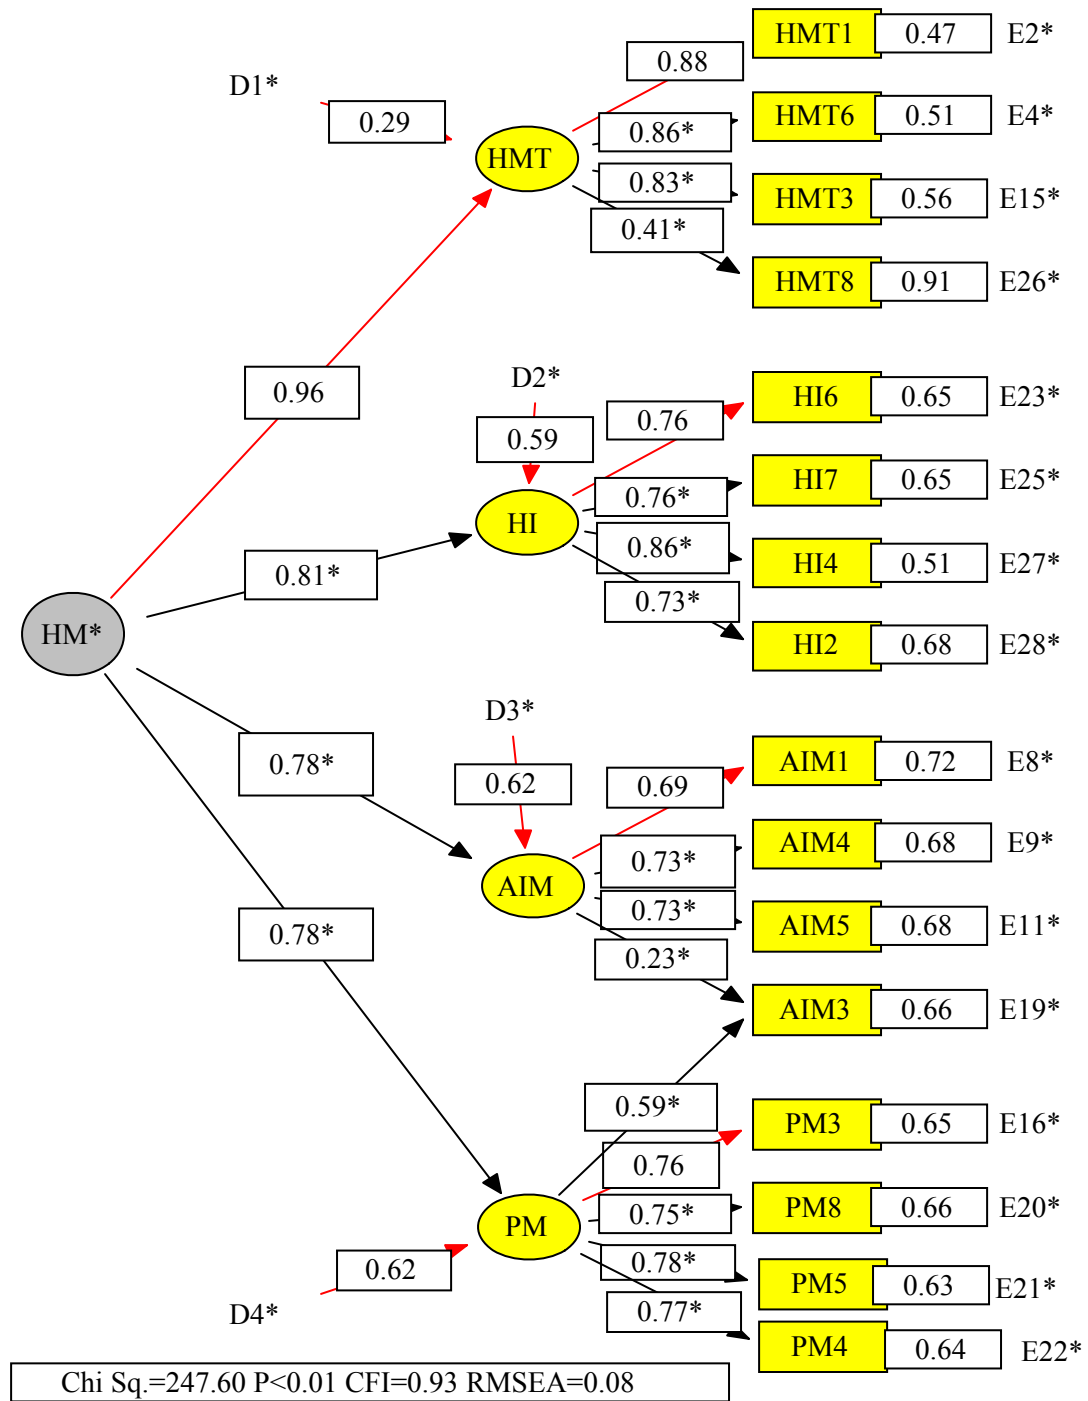 HMT1 0.47 E2*
0.88
D1*
0.29
HMT6 0.51 E4*
0.86*
HMT
0.83*
HMT3 0.56 E15*
0.41*
HMT8 0.91 E26*
0.96
D2*
HI6 0.65 E23*
0.76
0.59
HI7 0.65 E25*
0.76*
HI
0.86*
HI4 0.51 E27*
0.81*
0.73*
HM*
HI2 0.68 E28*
D3*
0.78*
AIM1 0.72 E8*
0.62
0.69
AIM4 0.68 E9*
0.73*
AIM
0.73*
AIM5 0.68 E11*
0.78*
0.23*
AIM3 0.66 E19*
0.59*
PM3 0.65 E16*
0.76
PM8 0.66 E20*
0.75*
PM
0.78*
0.62
PM5 0.63 E21*
0.77*
D4*
PM4 0.64 E22*
Chi Sq.=247.60 P<0.01 CFI=0.93 RMSEA=0.08